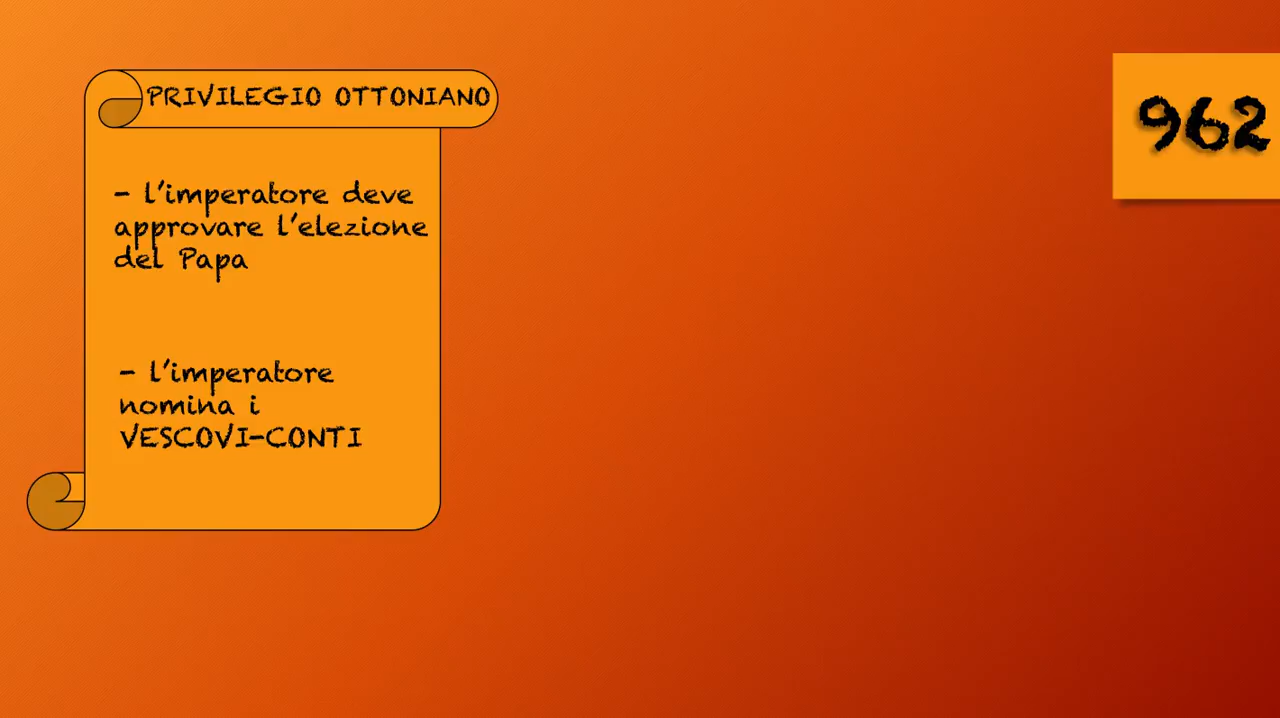 PRIVILEGIO OTTONIANO
962
- l'imperatore deve
approvare l'elezione
del Papa
- l'imperatore
nomina i
VESCOVI-CONTI